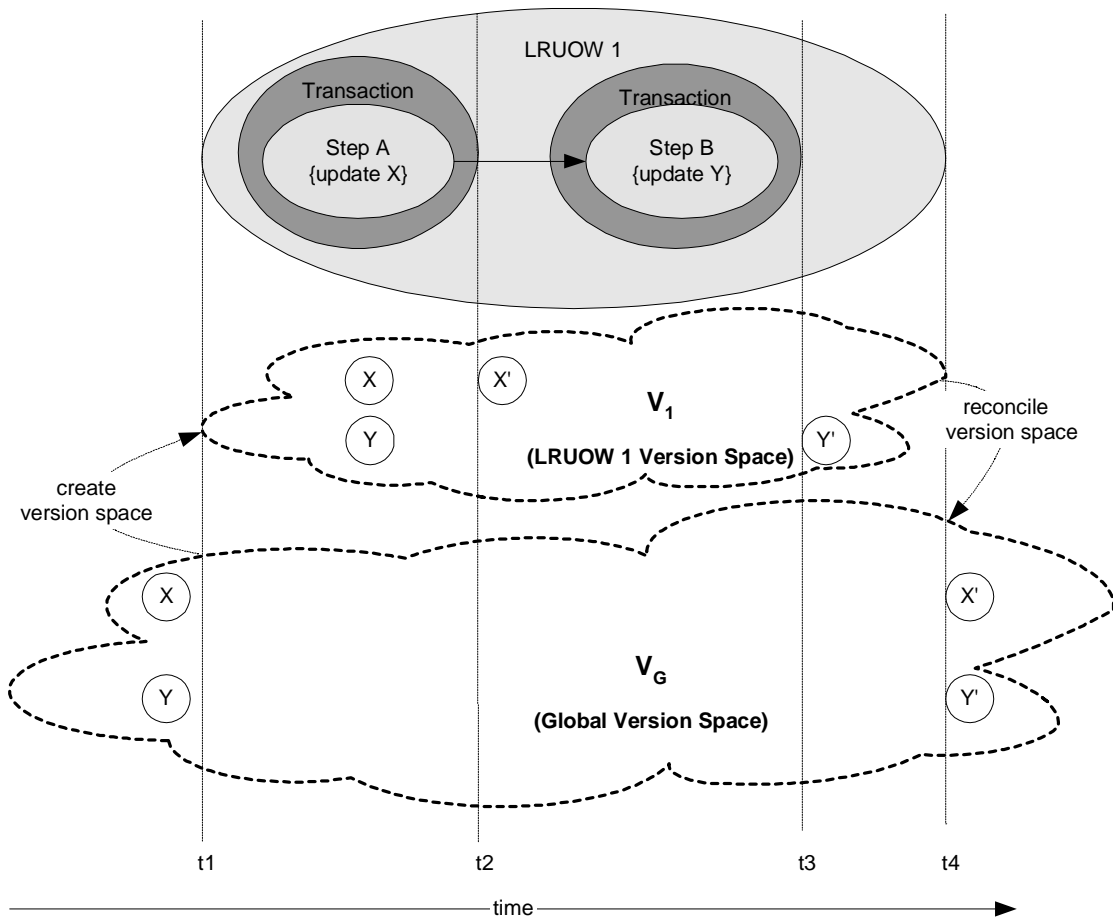 LRUOW 1
Transaction
Transaction
Step A
{update X}
Step B
{update Y}
X
X'
Y
V1
(LRUOW 1 Version Space)
Y'
reconcile
version space
create
version space
X
X'
Y
VG
(Global Version Space)
Y'
t1
t2
t3
t4
time